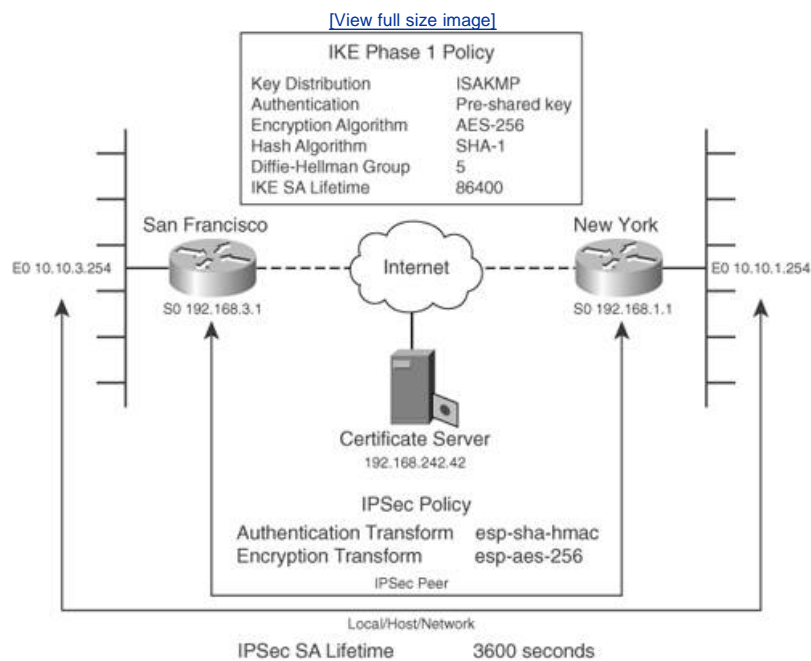 [View full size image]
IKE Phase 1 Policy
Key Distribution ISAKMP
Authentication Pre-shared key
Encryption Algorithm AES-256
Hash Algorithm SHA-1
Diffie-Hellman Group 5
IKE SA Lifetime 86400
San Francisco
New York
E0 10.10.3.254
Internet
E0 10.10.1.254
S0 192.168.3.1
S0 192.168.1.1
Certificate Server
192.168.242.42
IPSec Policy
Authentication Transform esp-sha-hmac
Encryption Transform esp-aes-256
IPSec Peer
Local/Host/Network
IPSec SA Lifetime 3600 seconds